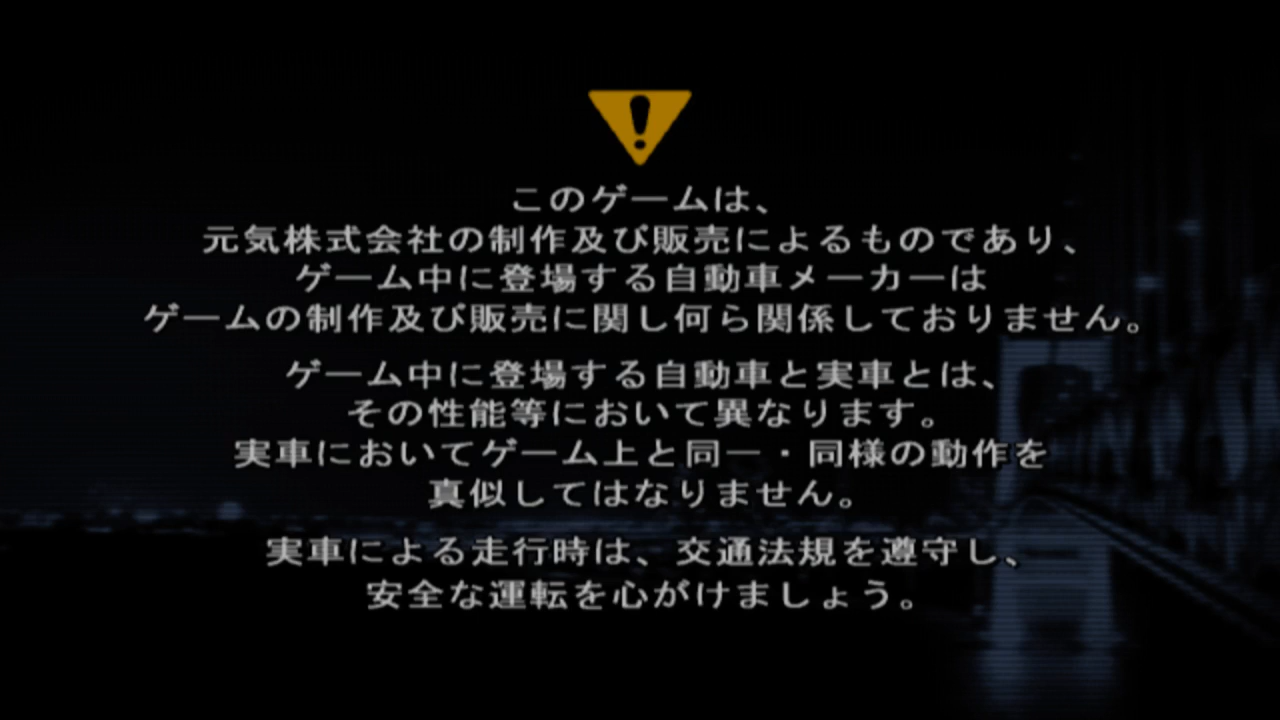 このゲームは、
元気株式会社の制作及び販売によるものであり、
ゲーム中に登場する自動車メーカーは
ゲームの制作及び販売に関し何ら関係しておりません。
ゲーム中に登場する自動車と実車とは、
その性能等において異なります。
実車においてゲーム上と同一・同様の動作を
真似してはなりません。
実車による走行時は、交通法規を遵守し、
安全な運転を心がけましょう。